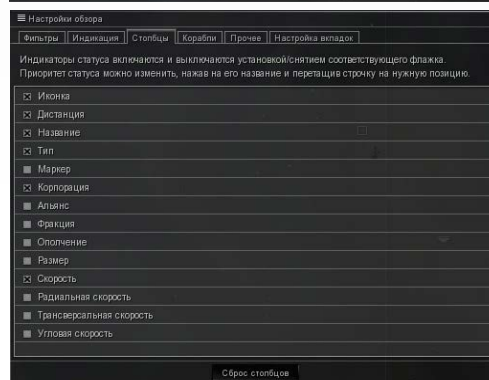 Настройки обзора
Фильтры Индикация Столбцы Корабли Прочее Настройка вкладок
Индикаторы статуса включаются и выключаются установкой/снятием соответствующего флажка.
Приоритет статуса можно изменить, нажав на его название и перетащив строчку на нужную позицию.
Иконка
Дистанция
Название
Тип
Маркер
Корпорация
Альянс
Фракция
Ополчение
Размер
Скорость
Радиальная скорость
Трансверсальная скорость
Угловая скорость
Сброс столбцов